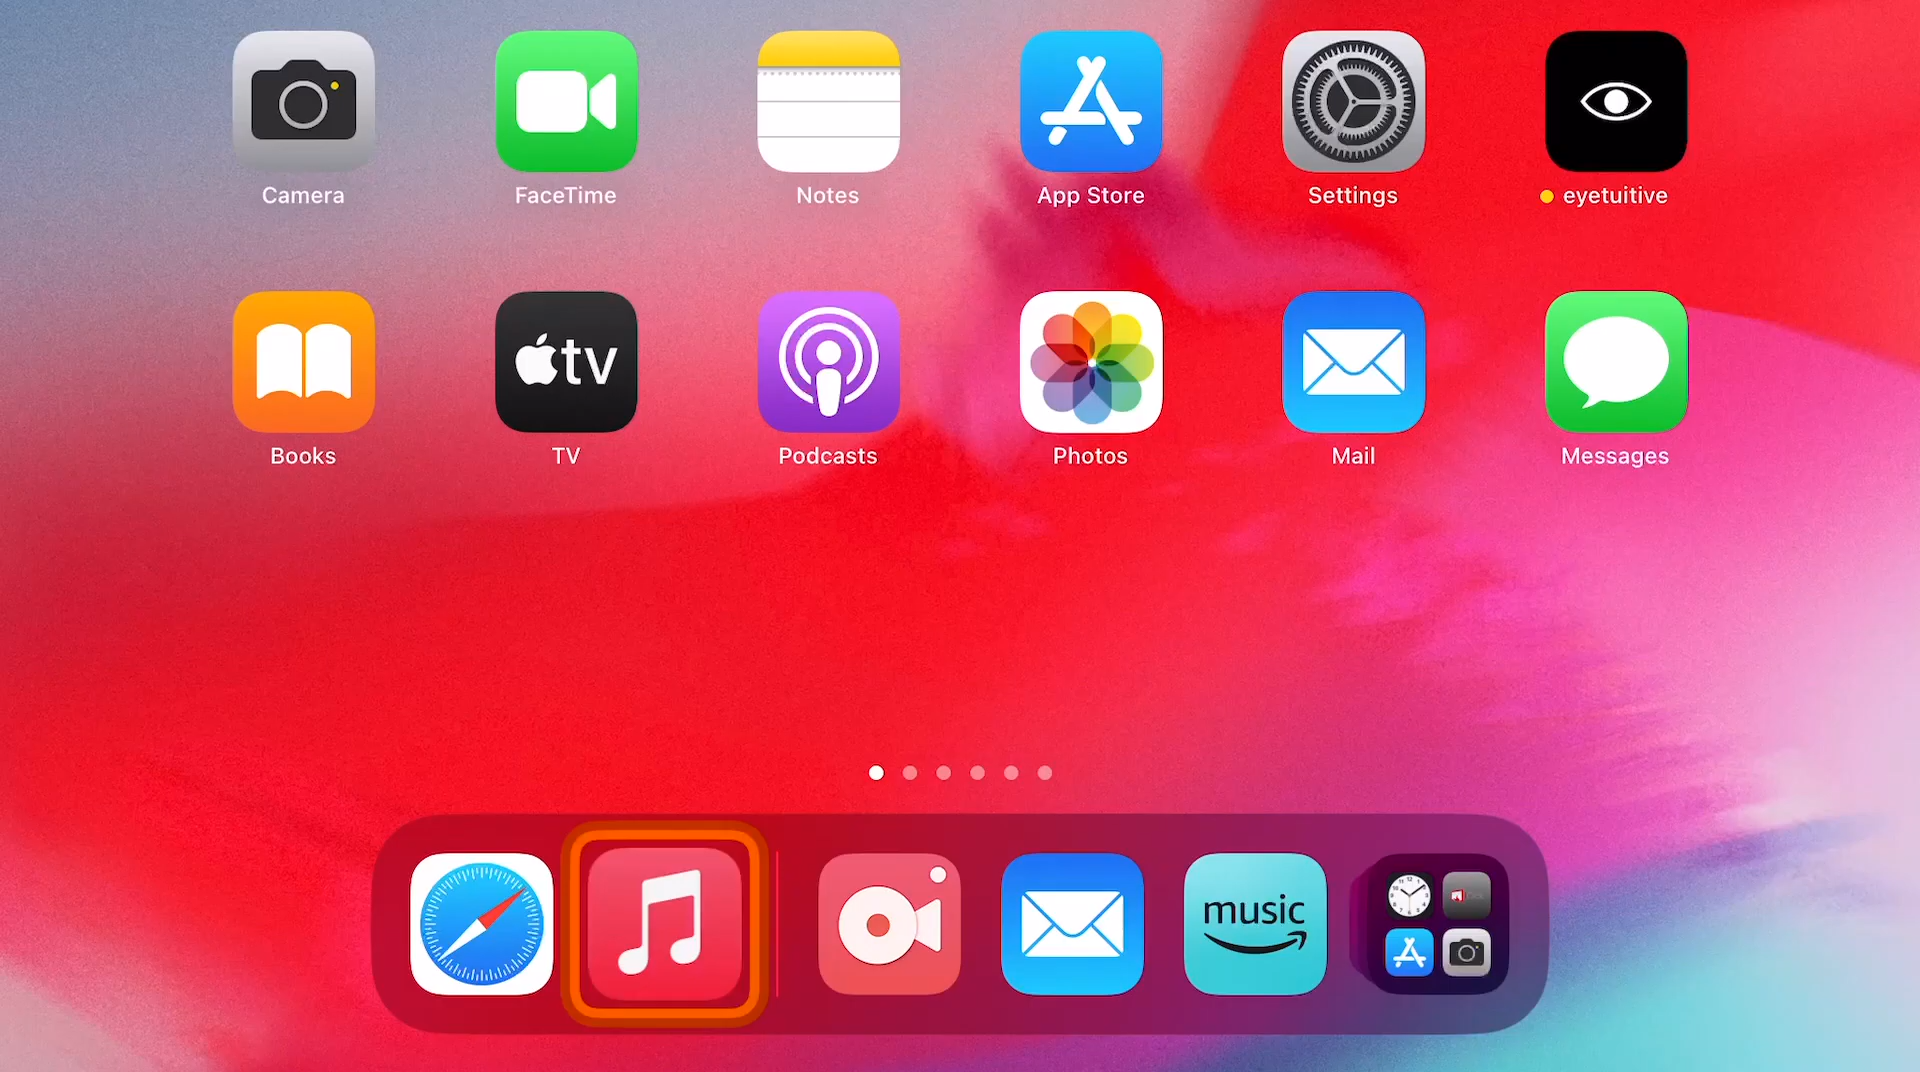 Camera
FaceTime
Notes
App Store
Settings
eyetuitive
tv
Books
TV
Podcasts
Photos
Mail
Messages
music